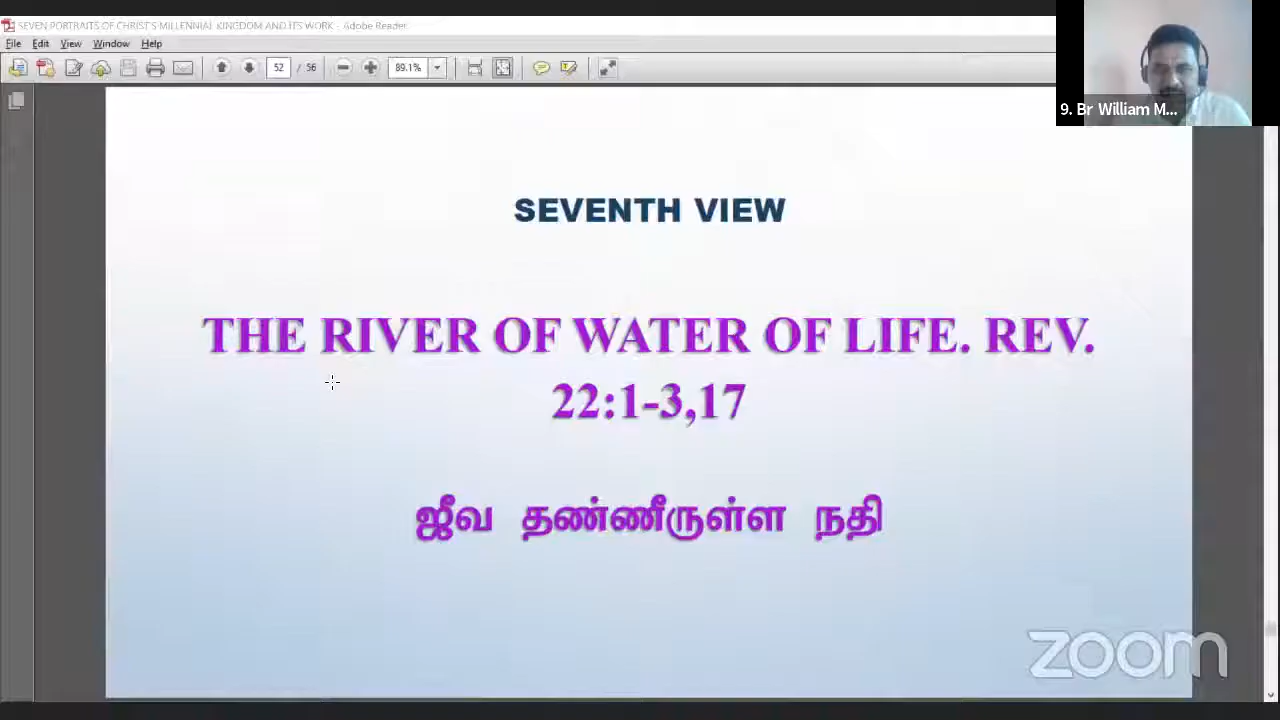 SEVEN PORTRAITS OF CHRIST'S MILLENNIAL KINGDOM AND ITS WORK - Adobe Reader
File Edit View Window Help
52 / 56 89.1%
9. Br William M...
SEVENTH VIEW
THE RIVER OF WATER OF LIFE. REV.
22:1-3,17
ஜீவ தண்ணீருள்ள நதி
zoom